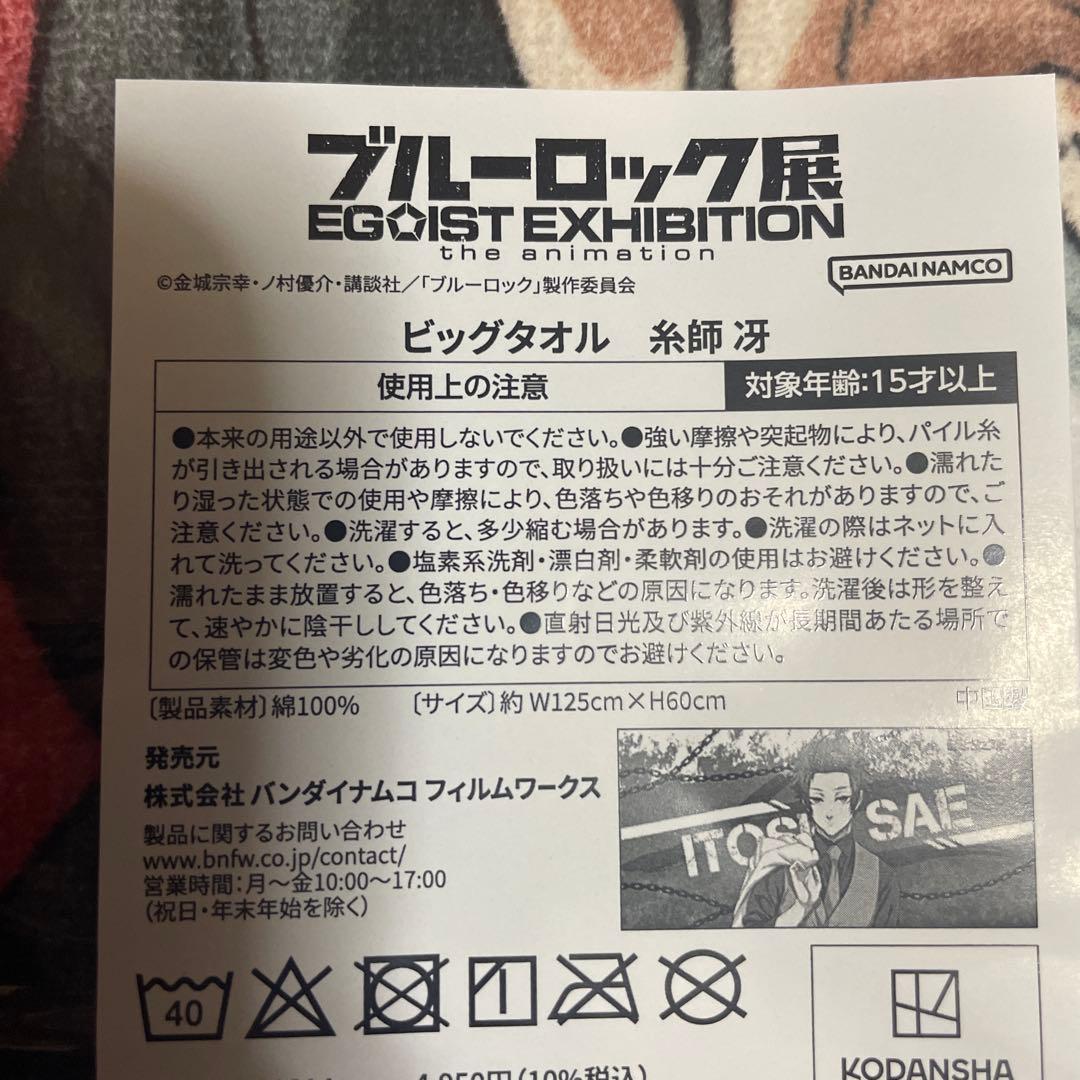 ブルーロック展
EGOIST EXHIBITION
the animation
BANDAI NAMCO
©金城宗幸・ノ村優介・講談社／「ブルーロック」製作委員会
ビッグタオル 糸師 冴
使用上の注意
対象年齢:15才以上
●本来の用途以外で使用しないでください。●強い摩擦や突起物により、パイル糸
が引き出される場合がありますので、取り扱いには十分ご注意ください。●濡れた
り湿った状態での使用や摩擦により、色落ちや色移りのおそれがありますので、ご
注意ください。●洗濯すると、多少縮む場合があります。●洗濯の際はネットに入
れて洗ってください。●塩素系洗剤・漂白剤・柔軟剤の使用はお避けください。●
濡れたまま放置すると、色落ち・色移りなどの原因になります。洗濯後は形を整え
て、速やかに陰干ししてください。●直射日光及び紫外線が長期間あたる場所で
の保管は変色や劣化の原因になりますのでお避けください。
〔製品素材〕綿100% 〔サイズ〕約 W125cm×H60cm
中国製
発売元
株式会社 バンダイナムコ フィルムワークス
製品に関するお問い合わせ
www.bnfw.co.jp/contact/
営業時間：月～金10:00～17:00
（祝日・年末年始を除く）
ITOSHI SAE
40
KODANSHA
4,950円(10%税込)